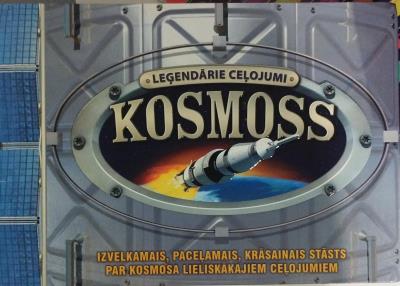 LEĢENDĀRIE CEĻOJUMI
KOSMOSS
IZVELKAMAIS, PACEĻAMAIS, KRĀSAINAIS STĀSTS
PAR KOSMOSA LIELISKĀKAJIEM CEĻOJUMIEM